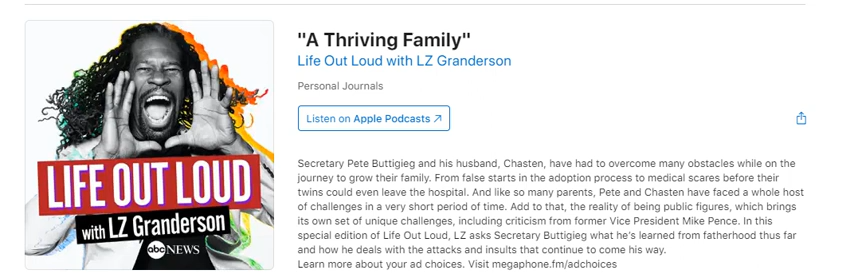 "A Thriving Family"
Life Out Loud with LZ Granderson
Personal Journals
Listen on Apple Podcasts ↗
LIFE OUT LOUD
with LZ Granderson
abc NEWS
Secretary Pete Buttigieg and his husband, Chasten, have had to overcome many obstacles while on the
journey to grow their family. From false starts in the adoption process to medical scares before their
twins could even leave the hospital. And like so many parents, Pete and Chasten have faced a whole host
of challenges in a very short period of time. Add to that, the reality of being public figures, which brings
its own set of unique challenges, including criticism from former Vice President Mike Pence. In this
special edition of Life Out Loud, LZ asks Secretary Buttigieg what he's learned from fatherhood thus far
and how he deals with the attacks and insults that continue to come his way.
Learn more about your ad choices. Visit megaphone.fm/adchoices